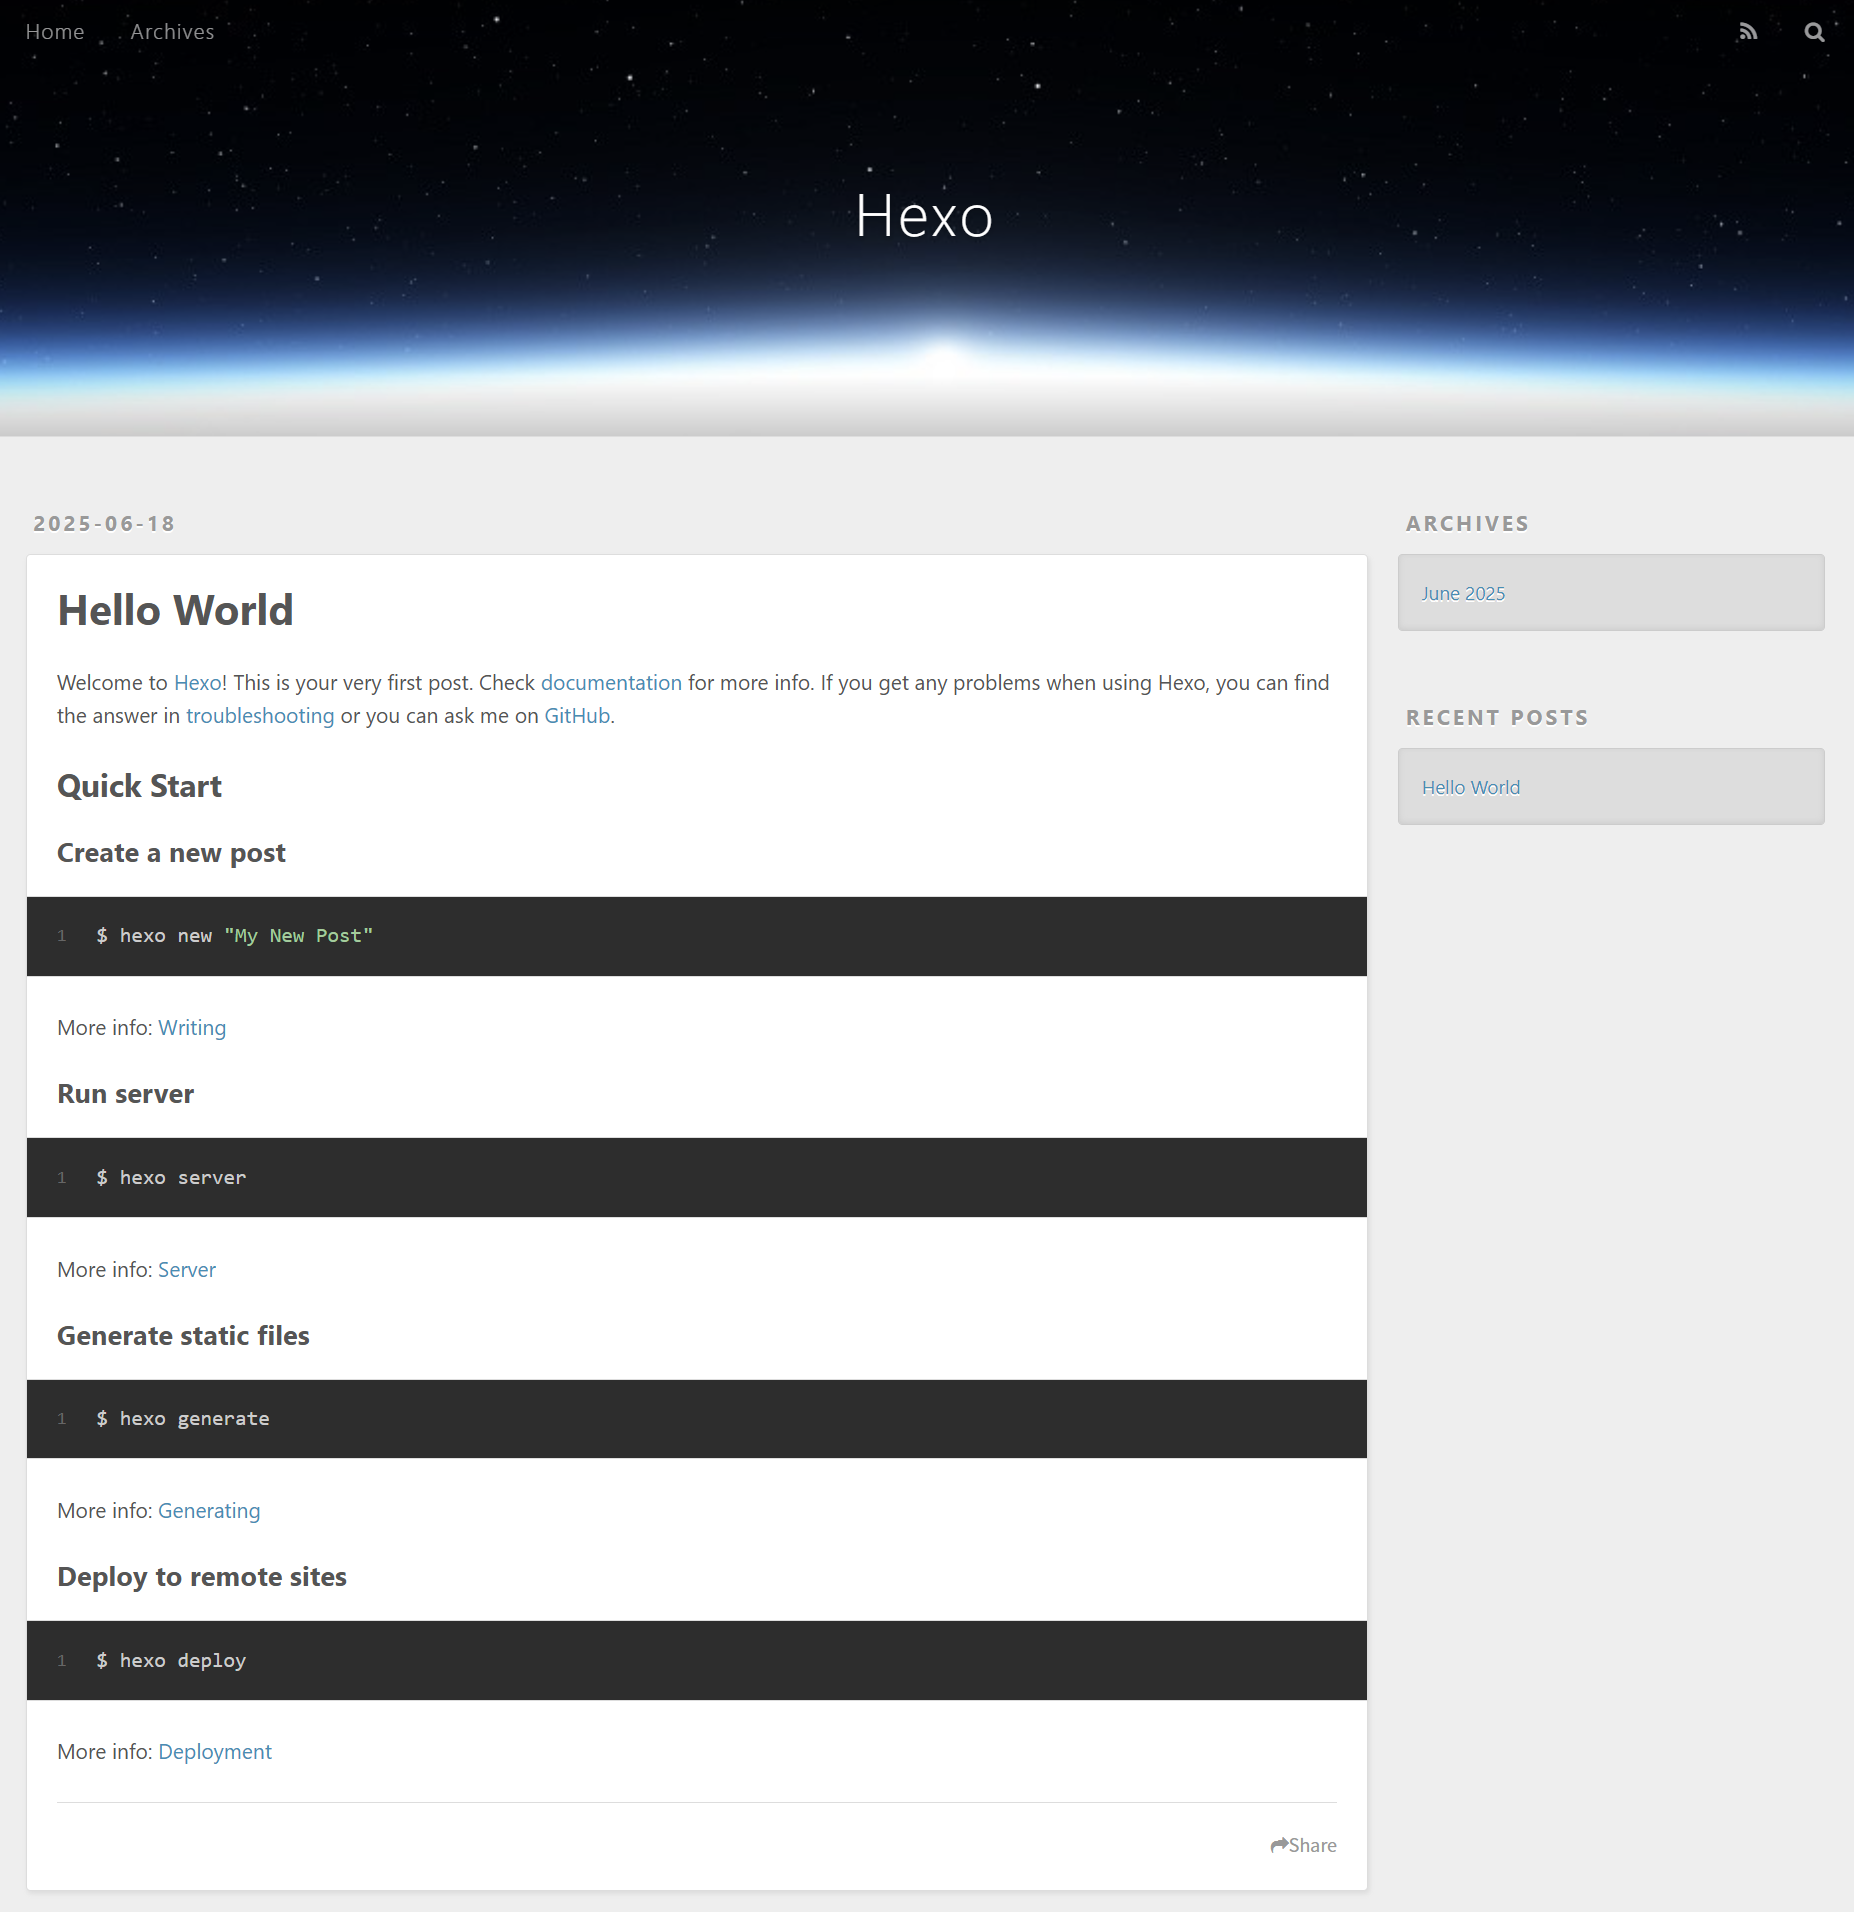 Home Archives
Hexo
2025-06-18
Hello World
Welcome to Hexo! This is your very first post. Check documentation for more info. If you get any problems when using Hexo, you can find
the answer in troubleshooting or you can ask me on GitHub.
Quick Start
Create a new post
1 $ hexo new "My New Post"
More info: Writing
Run server
1 $ hexo server
More info: Server
Generate static files
1 $ hexo generate
More info: Generating
Deploy to remote sites
1 $ hexo deploy
More info: Deployment
Share
ARCHIVES
June 2025
RECENT POSTS
Hello World